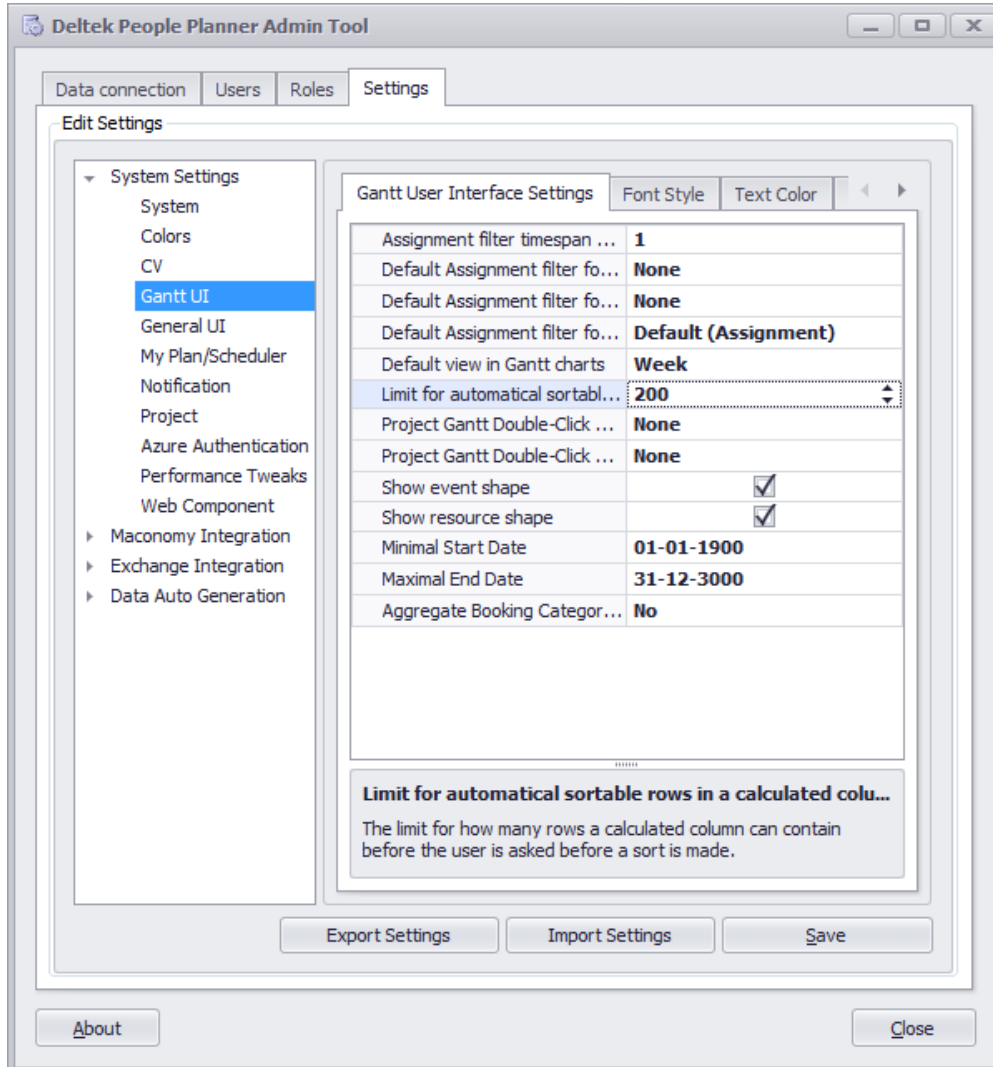 Deltek People Planner Admin Tool
Data connection Users Roles Settings
Edit Settings
System Settings
System
Colors
CV
Gantt UI
General UI
My Plan/Scheduler
Notification
Project
Azure Authentication
Performance Tweaks
Web Component
Maconomy Integration
Exchange Integration
Data Auto Generation
Gantt User Interface Settings Font Style Text Color
Assignment filter timespan ... 1
Default Assignment filter fo... None
Default Assignment filter fo... None
Default Assignment filter fo... Default (Assignment)
Default view in Gantt charts Week
Limit for automatical sortabl... 200
Project Gantt Double-Click ... None
Project Gantt Double-Click ... None
Show event shape
Show resource shape
Minimal Start Date 01-01-1900
Maximal End Date 31-12-3000
Aggregate Booking Categor... No
Limit for automatical sortable rows in a calculated colu...
The limit for how many rows a calculated column can contain
before the user is asked before a sort is made.
Export Settings Import Settings Save
About Close